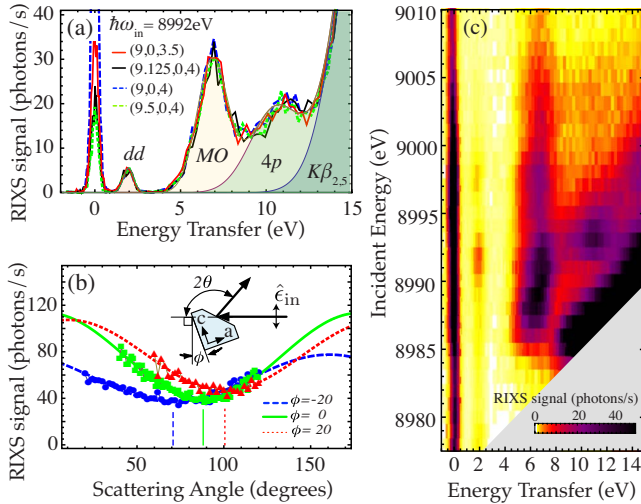 (a)
ħω_in = 8992eV
(9,0,3.5)
(9.125,0,4)
(9,0,4)
(9.5,0,4)
dd
MO
4p
Kβ2,5
RIXS signal (photons/s)
40
30
20
10
0
0 5 10 15
Energy Transfer (eV)
(b)
2θ
ε̂_in
c
a
ϕ
ϕ=-20
ϕ= 0
ϕ= 20
RIXS signal (photons/s)
120
80
40
0
0 50 100 150
Scattering Angle (degrees)
(c)
Incident Energy (eV)
9010
9005
9000
8995
8990
8985
8980
RIXS signal (photons/s)
0 20 40
0 2 4 6 8 10 12 14
Energy Transfer (eV)